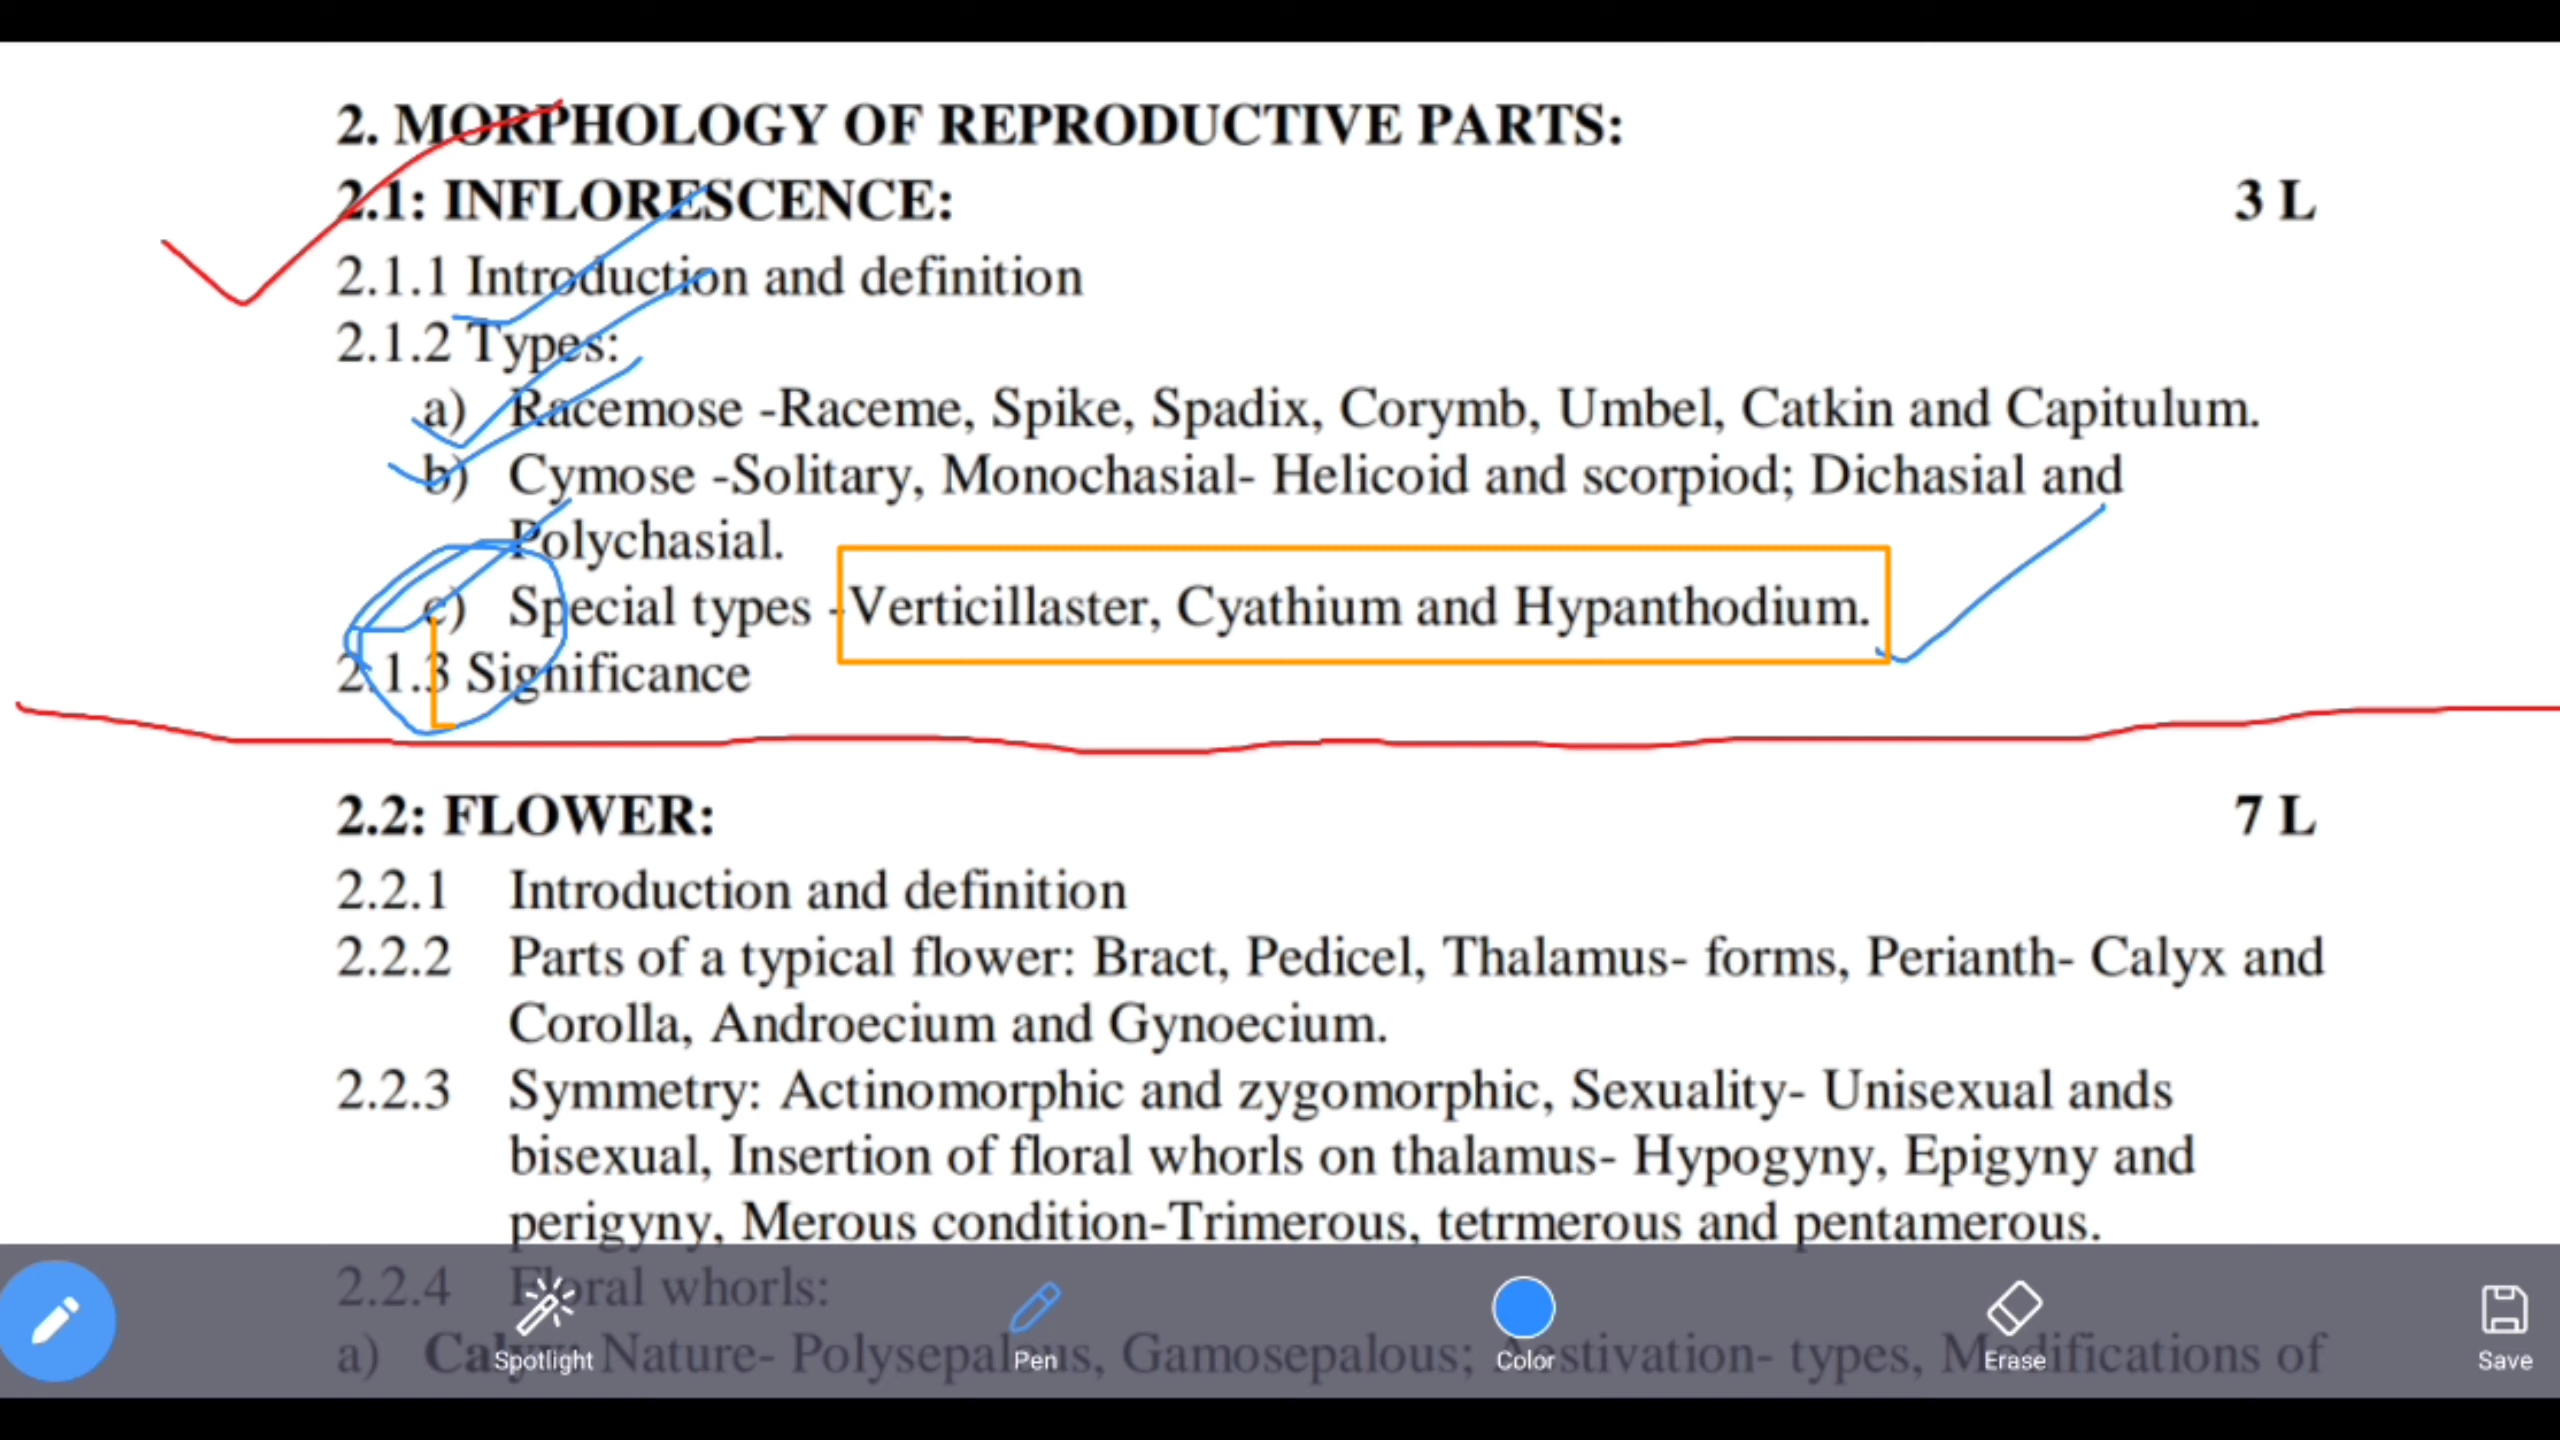 2. MORPHOLOGY OF REPRODUCTIVE PARTS:
2.1: INFLORESCENCE: 3 L
2.1.1 Introduction and definition
2.1.2 Types:
a) Racemose -Raceme, Spike, Spadix, Corymb, Umbel, Catkin and Capitulum.
b) Cymose -Solitary, Monochasial- Helicoid and scorpiod; Dichasial and
Polychasial.
c) Special types -Verticillaster, Cyathium and Hypanthodium.
2.1.3 Significance
2.2: FLOWER: 7 L
2.2.1 Introduction and definition
2.2.2 Parts of a typical flower: Bract, Pedicel, Thalamus- forms, Perianth- Calyx and
Corolla, Androecium and Gynoecium.
2.2.3 Symmetry: Actinomorphic and zygomorphic, Sexuality- Unisexual ands
bisexual, Insertion of floral whorls on thalamus- Hypogyny, Epigyny and
perigyny, Merous condition-Trimerous, tetrmerous and pentamerous.
2.2.4 Floral whorls:
a) Nature- Polysepalous, Gamosepalous; Aestivation- types, Modifications of
Spotlight Pen Color Erase Save